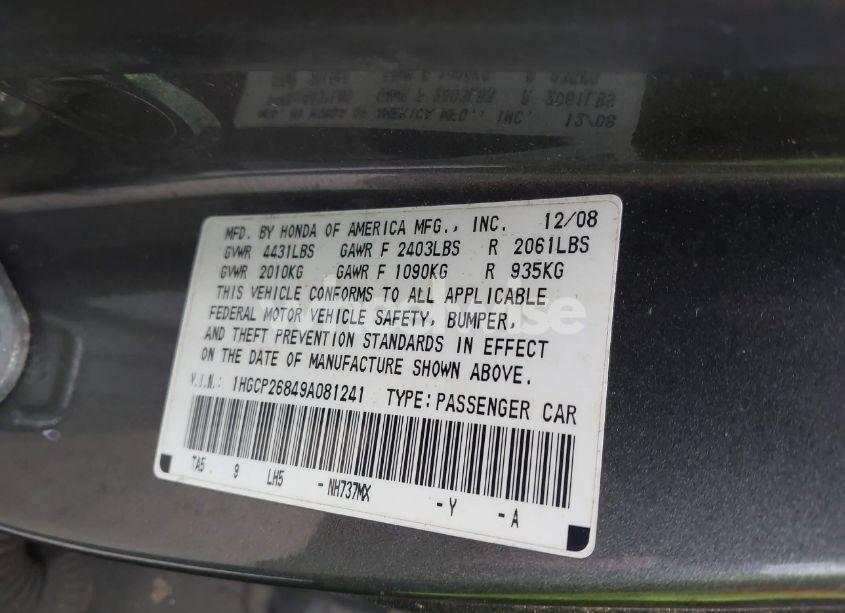 MFD. BY HONDA OF AMERICA MFG., INC. 12/08
GVWR 4431LBS GAWR F 2403LBS R 2061LBS
GVWR 2010KG GAWR F 1090KG R 935KG
THIS VEHICLE CONFORMS TO ALL APPLICABLE
FEDERAL MOTOR VEHICLE SAFETY, BUMPER,
AND THEFT PREVENTION STANDARDS IN EFFECT
ON THE DATE OF MANUFACTURE SHOWN ABOVE.
V.I.N.: 1HGCP26849A081241 TYPE: PASSENGER CAR
TA5 9 LH5 - NH737MX - Y - A